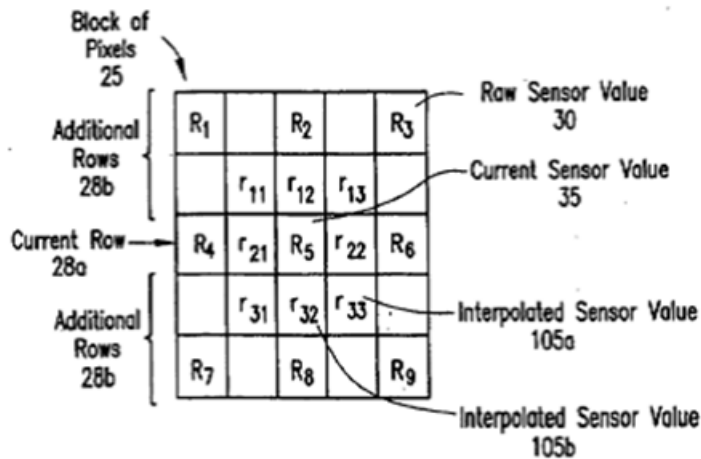 Block of
Pixels
25
Raw Sensor Value
30
Additional
Rows
28b
R1 R2 R3
r11 r12 r13
Current Sensor Value
35
Current Row
28a
R4 r21 R5 r22 R6
Additional
Rows
28b
r31 r32 r33
Interpolated Sensor Value
105a
R7 R8 R9
Interpolated Sensor Value
105b